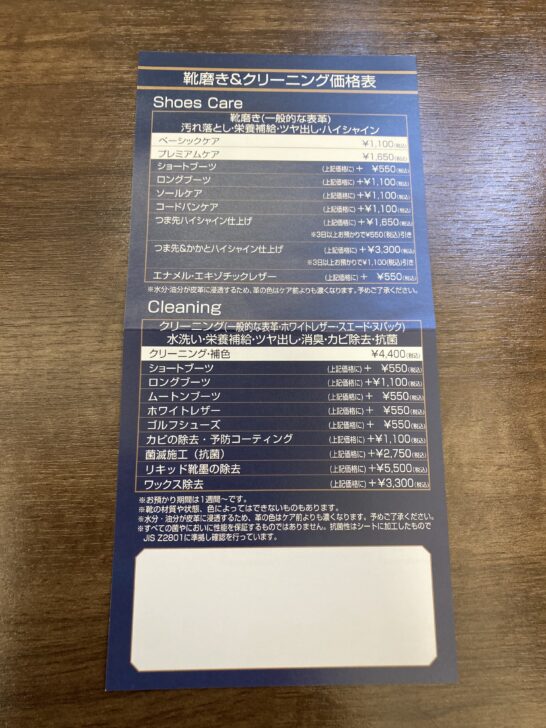 靴磨き&クリーニング価格表
Shoes Care
靴磨き(一般的な表革)
汚れ落とし・栄養補給・ツヤ出し・ハイシャイン
ベーシックケア ¥1,100(税込)
プレミアムケア ¥1,650(税込)
ショートブーツ (上記価格に)+ ¥550(税込)
ロングブーツ (上記価格に)+¥1,100(税込)
ソールケア (上記価格に)+¥1,100(税込)
コードバンケア (上記価格に)+¥1,100(税込)
つま先ハイシャイン仕上げ (上記価格に)+¥1,650(税込)
※3日以上お預かりで¥550(税込)引き
つま先&かかとハイシャイン仕上げ (上記価格に)+¥3,300(税込)
※3日以上お預かりで¥1,100(税込)引き
エナメル・エキゾチックレザー (上記価格に)+ ¥550(税込)
※水分・油分が皮革に浸透するため、革の色はケア前よりも濃くなります。予めご了承ください。
Cleaning
クリーニング(一般的な表革・ホワイトレザー・スエード・ヌバック)
水洗い・栄養補給・ツヤ出し・消臭・カビ除去・抗菌
クリーニング・補色 ¥4,400(税込)
ショートブーツ (上記価格に)+ ¥550(税込)
ロングブーツ (上記価格に)+¥1,100(税込)
ムートンブーツ (上記価格に)+ ¥550(税込)
ホワイトレザー (上記価格に)+ ¥550(税込)
ゴルフシューズ (上記価格に)+ ¥550(税込)
カビの除去・予防コーティング (上記価格に)+¥1,100(税込)
菌滅施工(抗菌) (上記価格に)+¥2,750(税込)
リキッド靴墨の除去 (上記価格に)+¥5,500(税込)
ワックス除去 (上記価格に)+¥3,300(税込)
※お預かり期間は1週間〜です。
※靴の材質や状態、色によってはできないものもあります。
※水分・油分が皮革に浸透するため、革の色はケア前よりも濃くなります。予めご了承ください。
※すべての菌やにおいに性能を保証するものではありません。抗菌性はシートに加工したもので
JIS Z2801に準拠し確認を行っています。